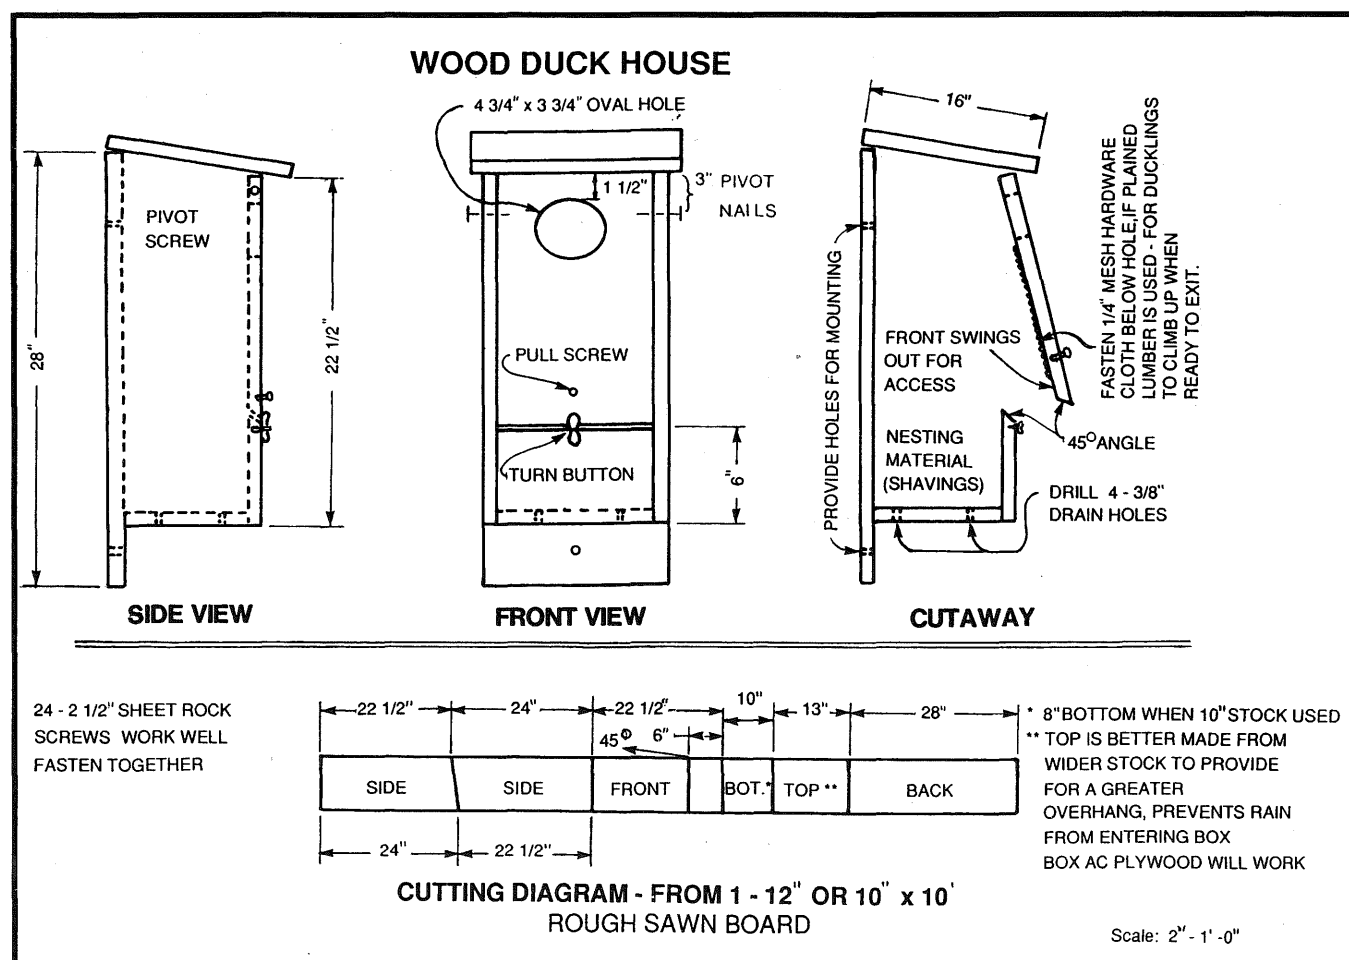 WOOD DUCK HOUSE
4 3/4" x 3 3/4" OVAL HOLE
16"
1 1/2"
3" PIVOT
NAILS
PIVOT
SCREW
28"
22 1/2"
PULL SCREW
TURN BUTTON
6"
PROVIDE HOLES FOR MOUNTING
FRONT SWINGS
OUT FOR
ACCESS
NESTING
MATERIAL
(SHAVINGS)
FASTEN 1/4" MESH HARDWARE
CLOTH BELOW HOLE,IF PLAINED
LUMBER IS USED - FOR DUCKLINGS
TO CLIMB UP WHEN
READY TO EXIT.
45O ANGLE
DRILL 4 - 3/8"
DRAIN HOLES
SIDE VIEW
FRONT VIEW
CUTAWAY
24 - 2 1/2" SHEET ROCK
SCREWS WORK WELL
FASTEN TOGETHER
22 1/2"
24"
22 1/2"
10"
13"
28"
45O
6"
SIDE
SIDE
FRONT
BOT.*
TOP **
BACK
24"
22 1/2"
* 8"BOTTOM WHEN 10"STOCK USED
** TOP IS BETTER MADE FROM
WIDER STOCK TO PROVIDE
FOR A GREATER
OVERHANG, PREVENTS RAIN
FROM ENTERING BOX
BOX AC PLYWOOD WILL WORK
CUTTING DIAGRAM - FROM 1 - 12" OR 10" x 10'
ROUGH SAWN BOARD
Scale: 2" - 1' -0"